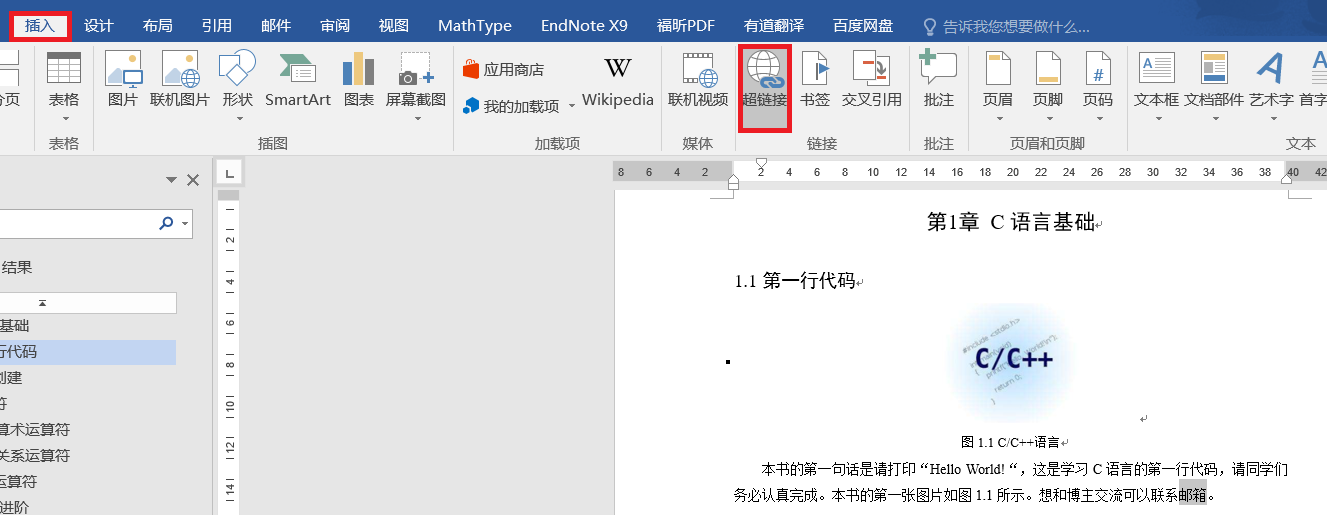 插入 设计 布局 引用 邮件 审阅 视图 MathType EndNote X9 福昕PDF 有道翻译 百度网盘 告诉我您想要做什么...
分页 表格 图片 联机图片 形状 SmartArt 图表 屏幕截图 应用商店 我的加载项 Wikipedia 联机视频 超链接 书签 交叉引用 批注 页眉 页脚 页码 文本框 文档部件 艺术字 首字
表格 插图 加载项 媒体 链接 批注 页眉和页脚 文本
8 6 4 2 2 4 6 8 10 12 14 16 18 20 22 24 26 28 30 32 34 36 38 40 42
2
4
6
8
10
12
14
结果
基础
行代码
创建
符
算术运算符
关系运算符
运算符
进阶
第1章 C 语言基础
1.1 第一行代码
#include <stdio.h>
C/C++
return 0;
}
图 1.1 C/C++语言
本书的第一句话是请打印“Hello World!“，这是学习 C 语言的第一行代码，请同学们
务必认真完成。本书的第一张图片如图 1.1 所示。想和博主交流可以联系邮箱。